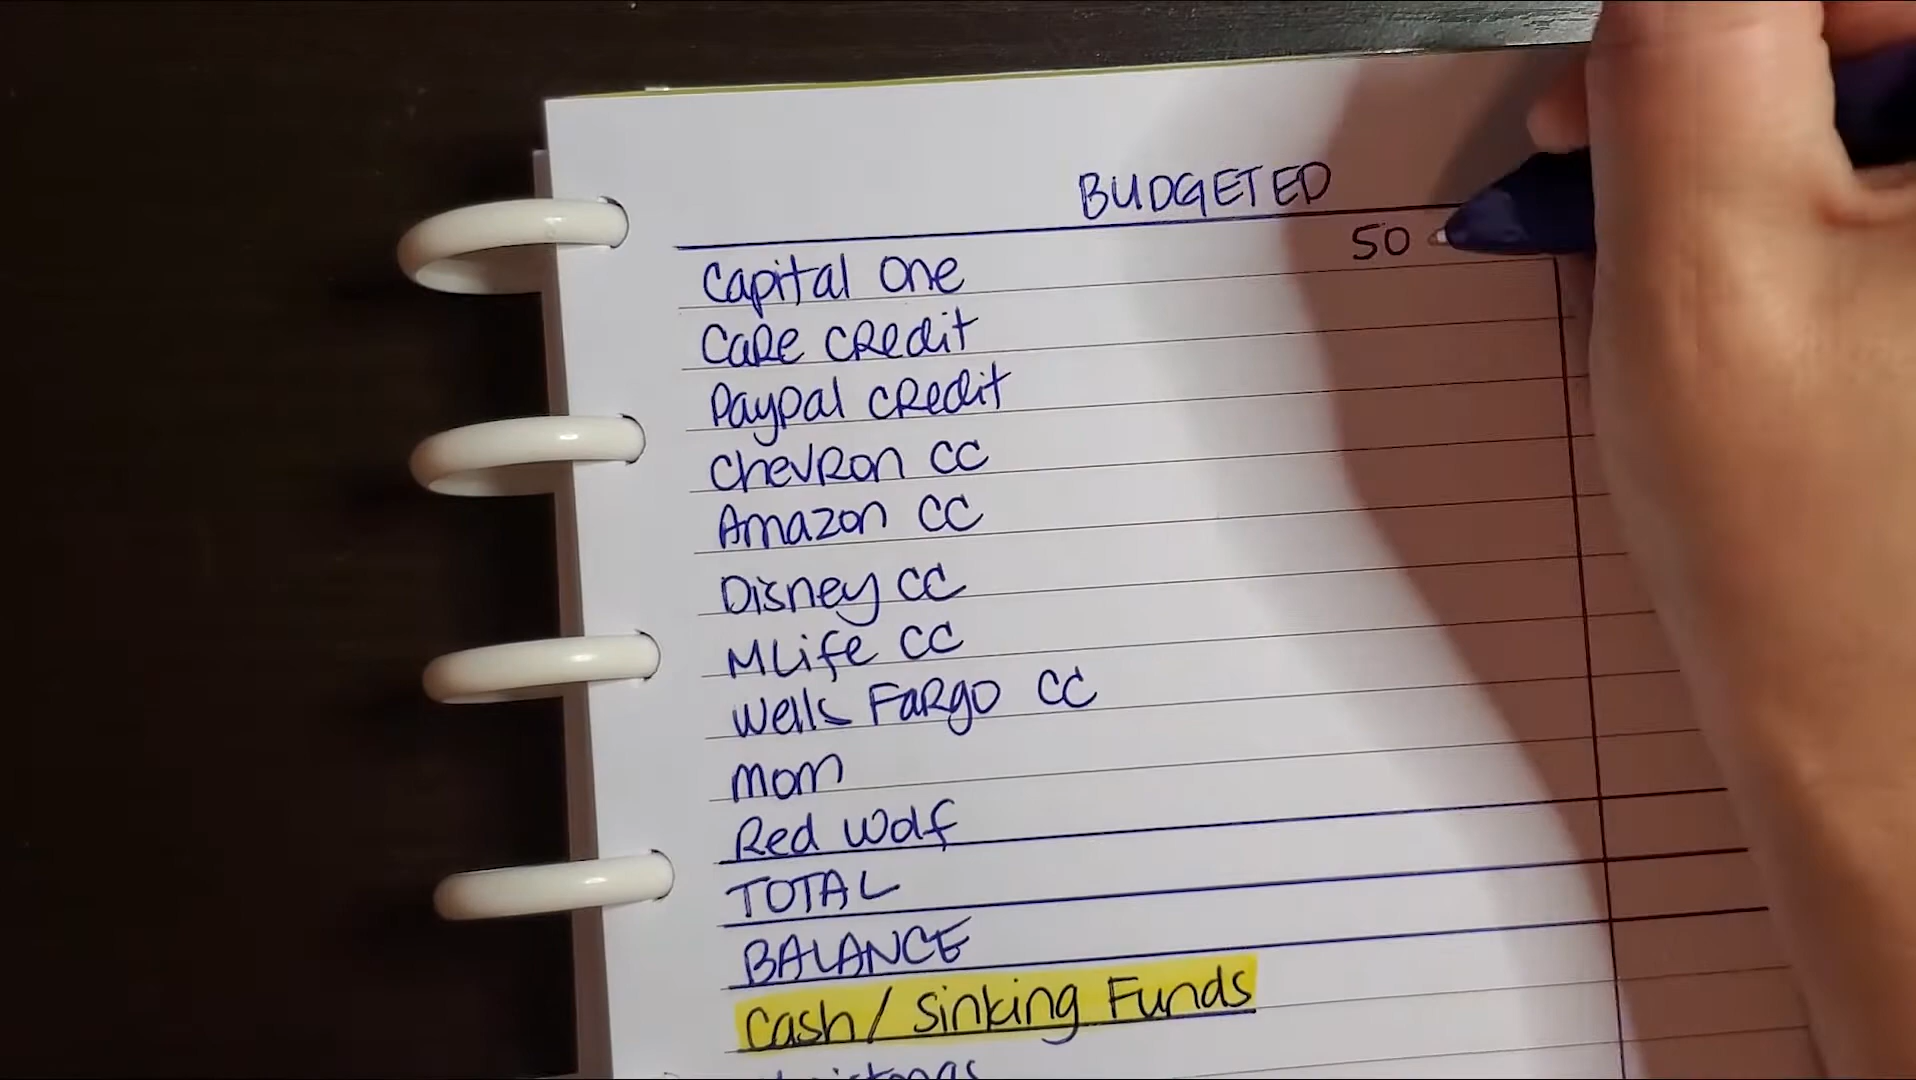 BUDGETED
Capital One 50
Care Credit
Paypal Credit
Chevron CC
Amazon CC
Disney CC
MLife CC
Wells Fargo CC
Mom
Red Wolf
TOTAL
BALANCE
Cash/Sinking Funds